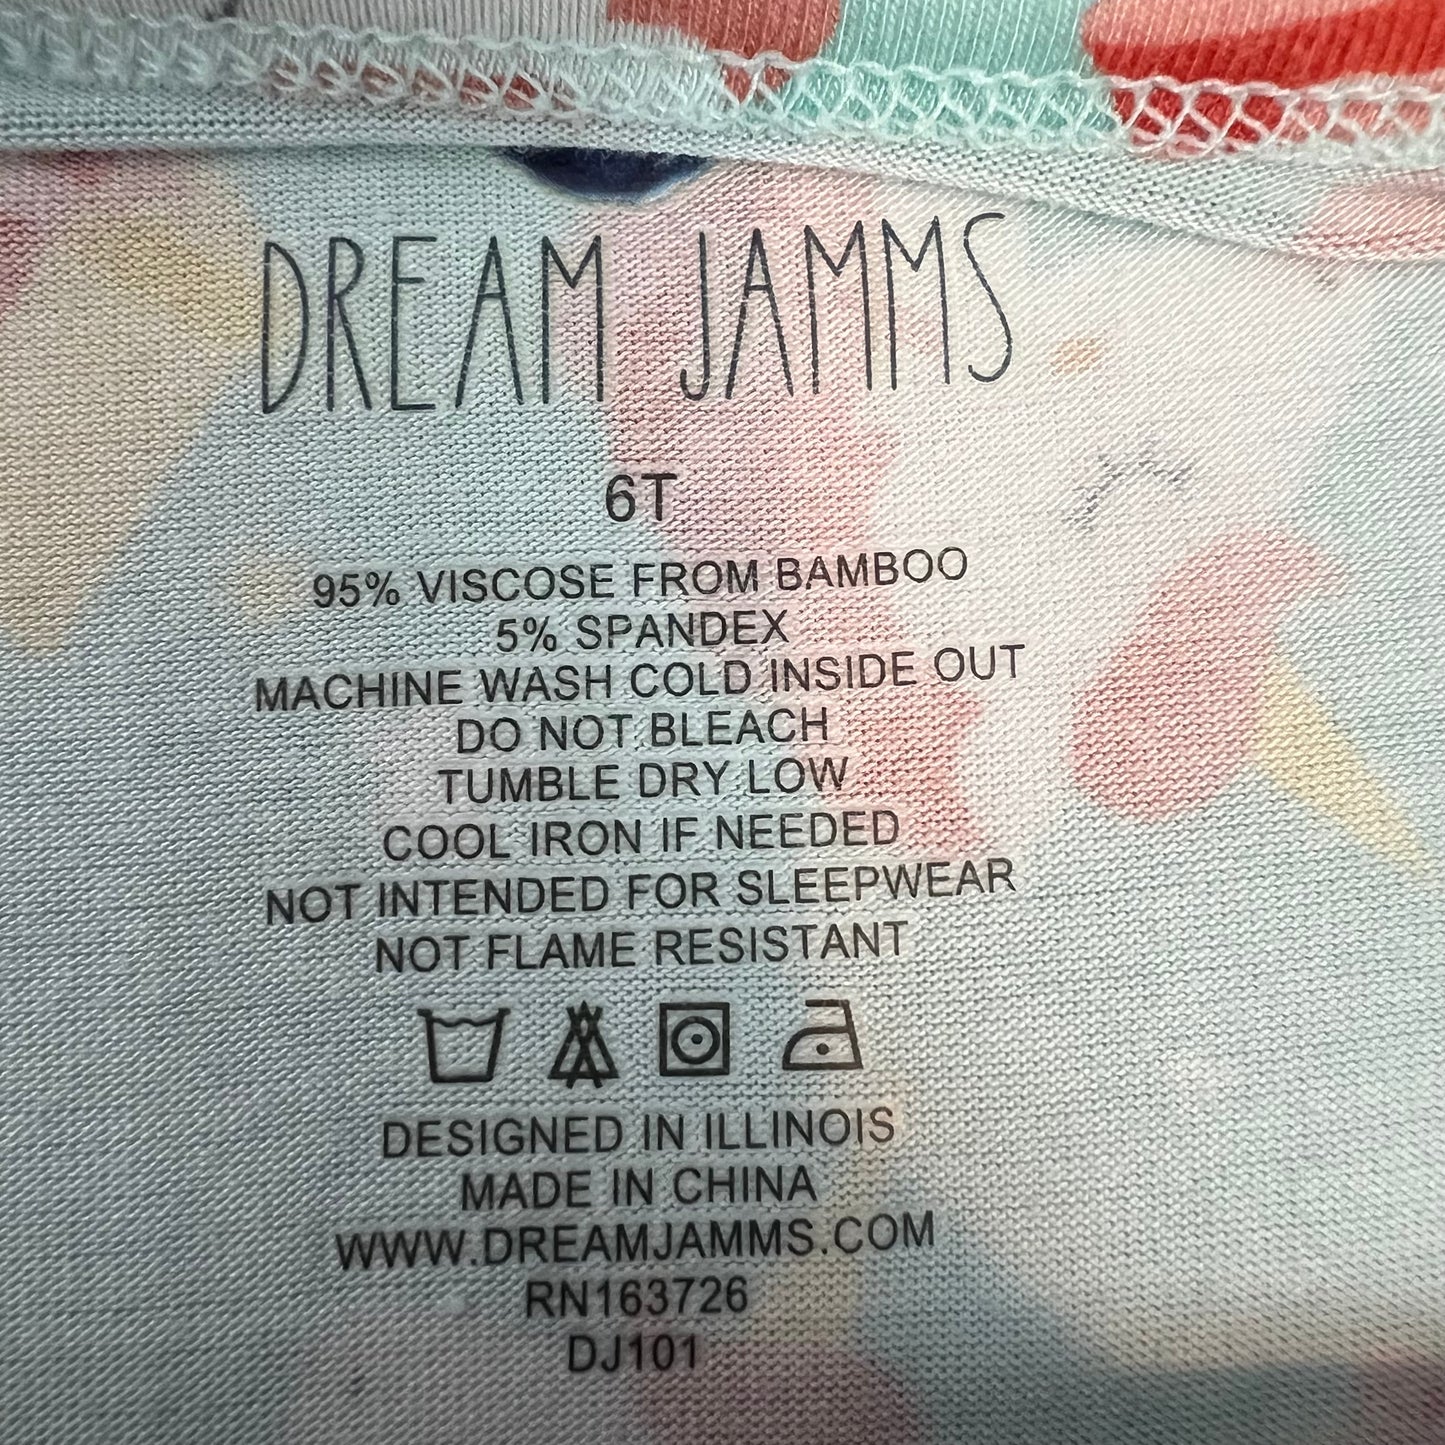 DREAM JAMMS
6T
95% VISCOSE FROM BAMBOO
5% SPANDEX
MACHINE WASH COLD INSIDE OUT
DO NOT BLEACH
TUMBLE DRY LOW
COOL IRON IF NEEDED
NOT INTENDED FOR SLEEPWEAR
NOT FLAME RESISTANT
DESIGNED IN ILLINOIS
MADE IN CHINA
WWW.DREAMJAMMS.COM
RN163726
DJ101